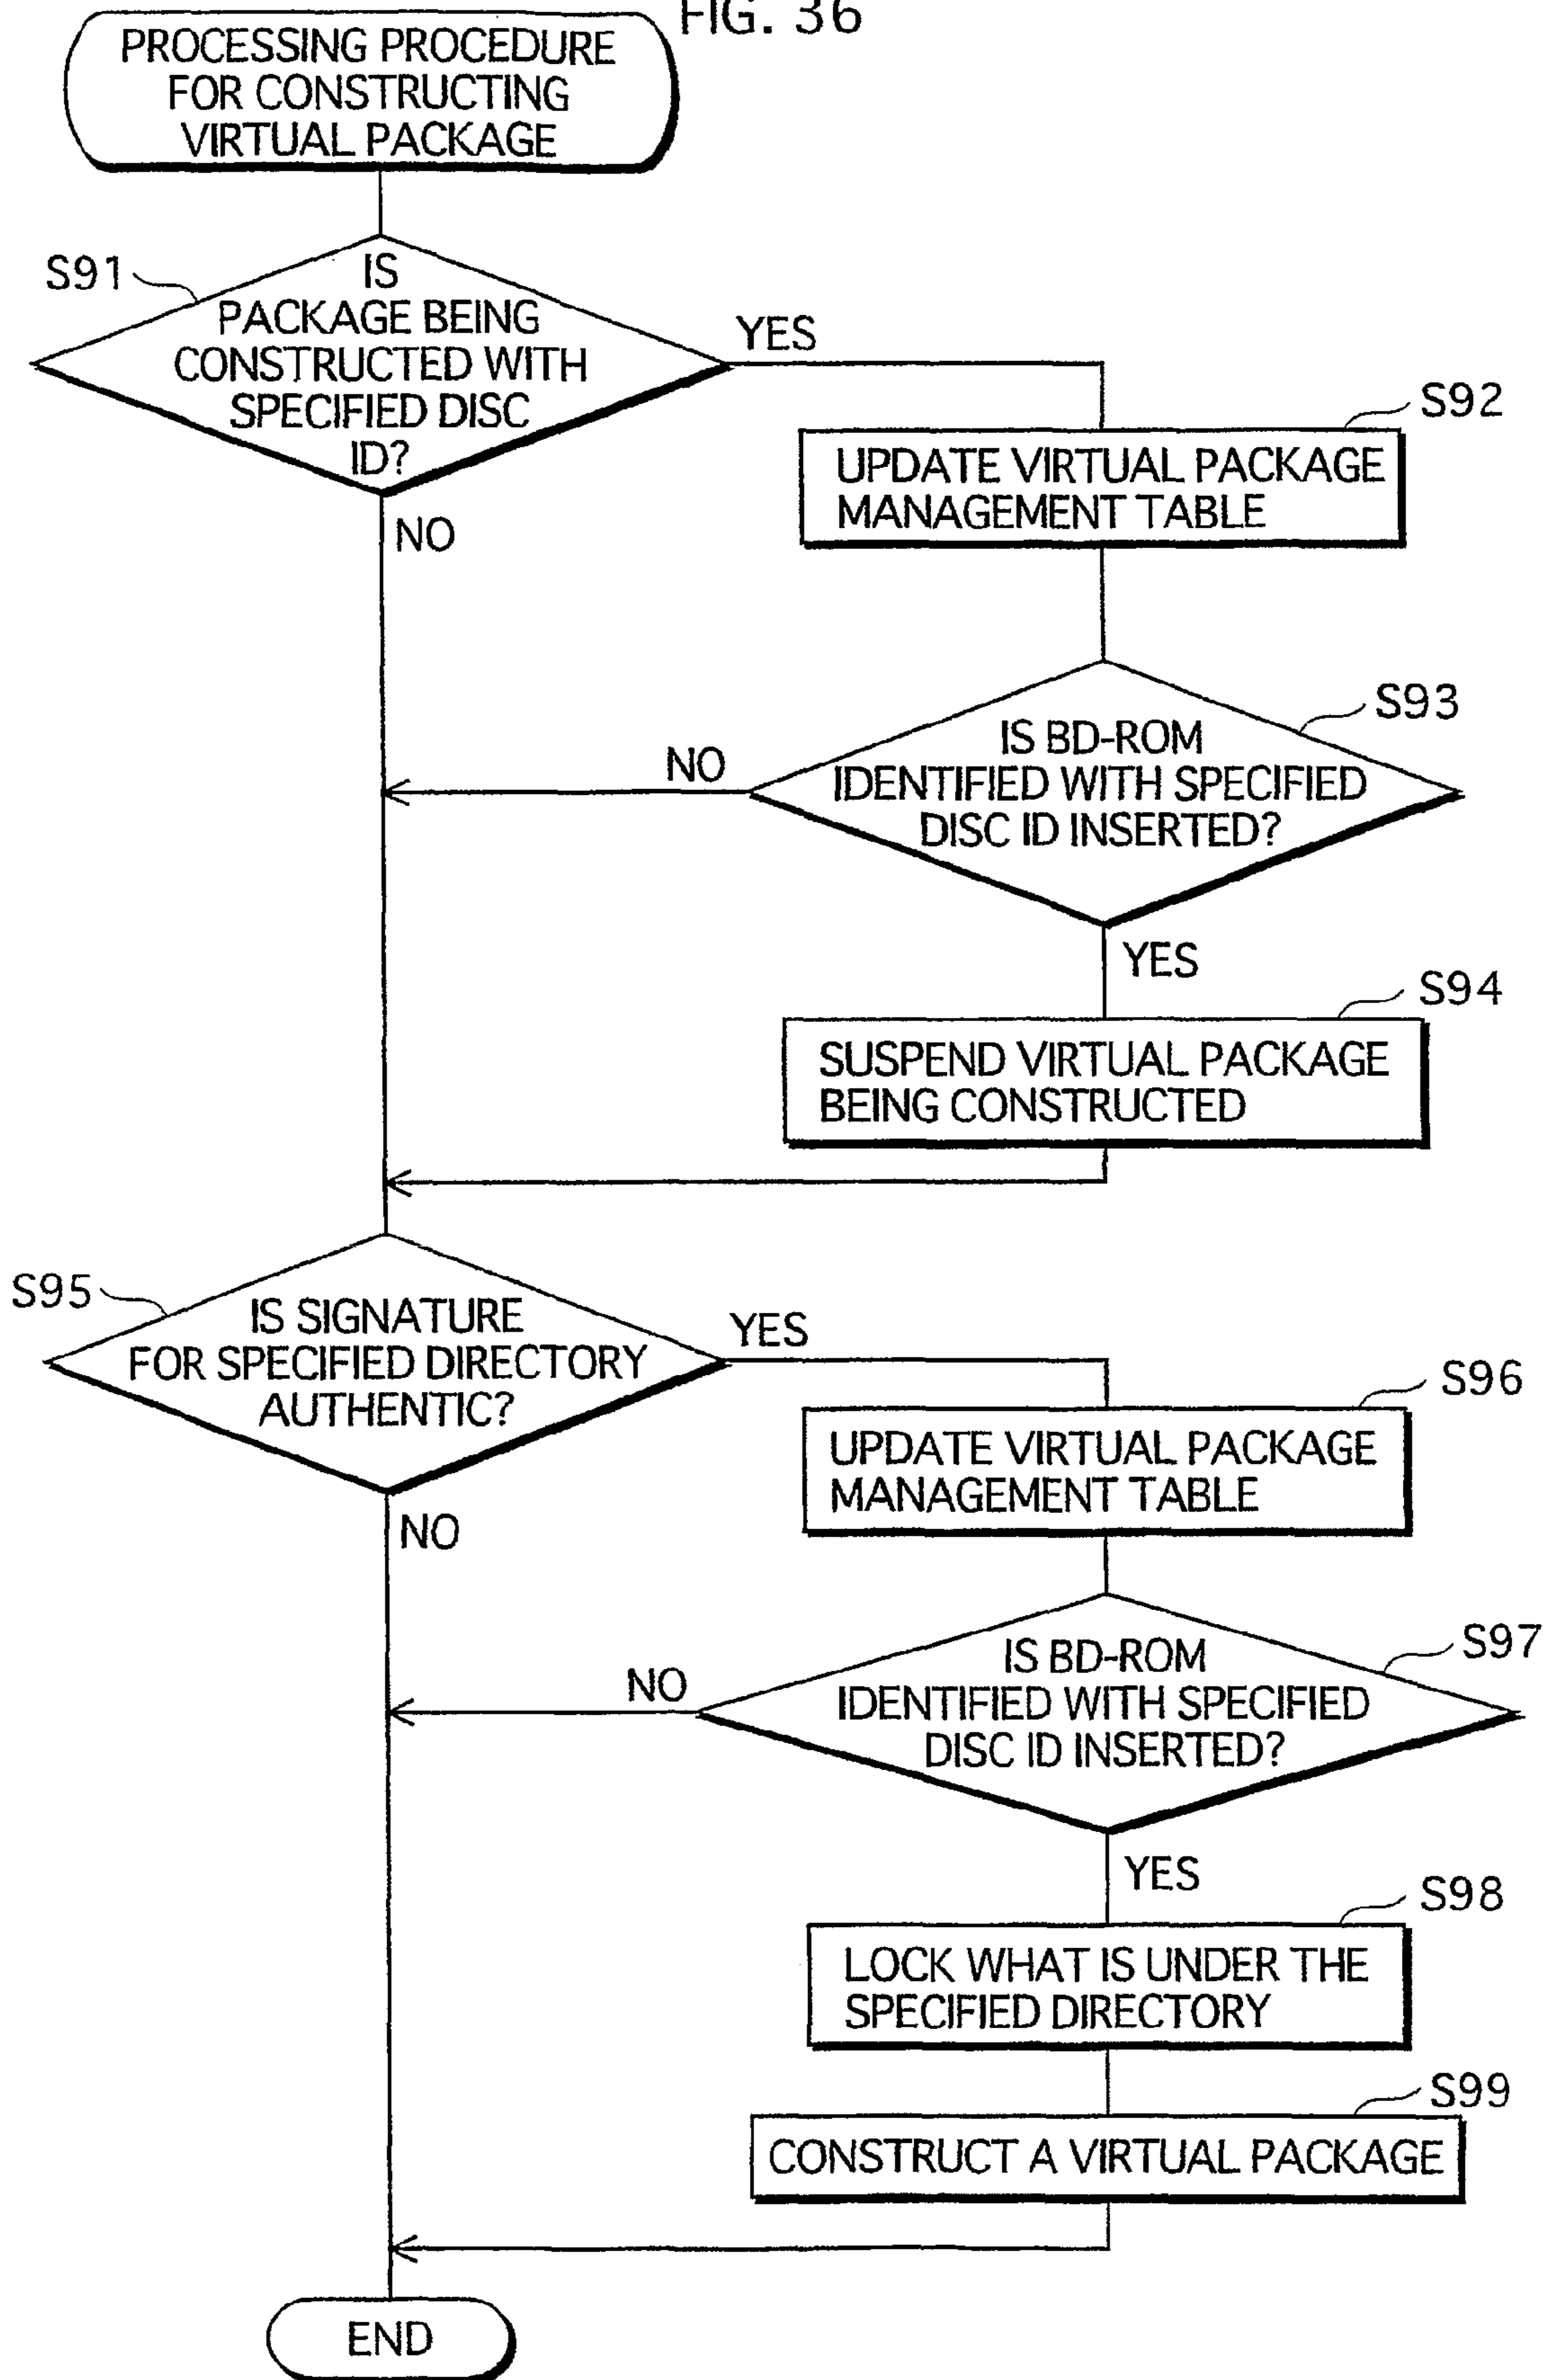 FIG. 36
PROCESSING PROCEDURE
FOR CONSTRUCTING
VIRTUAL PACKAGE
S91
IS
PACKAGE BEING
CONSTRUCTED WITH
SPECIFIED DISC
ID?
YES
NO
S92
UPDATE VIRTUAL PACKAGE
MANAGEMENT TABLE
S93
IS BD-ROM
IDENTIFIED WITH SPECIFIED
DISC ID INSERTED?
NO
YES
S94
SUSPEND VIRTUAL PACKAGE
BEING CONSTRUCTED
S95
IS SIGNATURE
FOR SPECIFIED DIRECTORY
AUTHENTIC?
YES
NO
S96
UPDATE VIRTUAL PACKAGE
MANAGEMENT TABLE
S97
IS BD-ROM
IDENTIFIED WITH SPECIFIED
DISC ID INSERTED?
NO
YES
S98
LOCK WHAT IS UNDER THE
SPECIFIED DIRECTORY
S99
CONSTRUCT A VIRTUAL PACKAGE
END